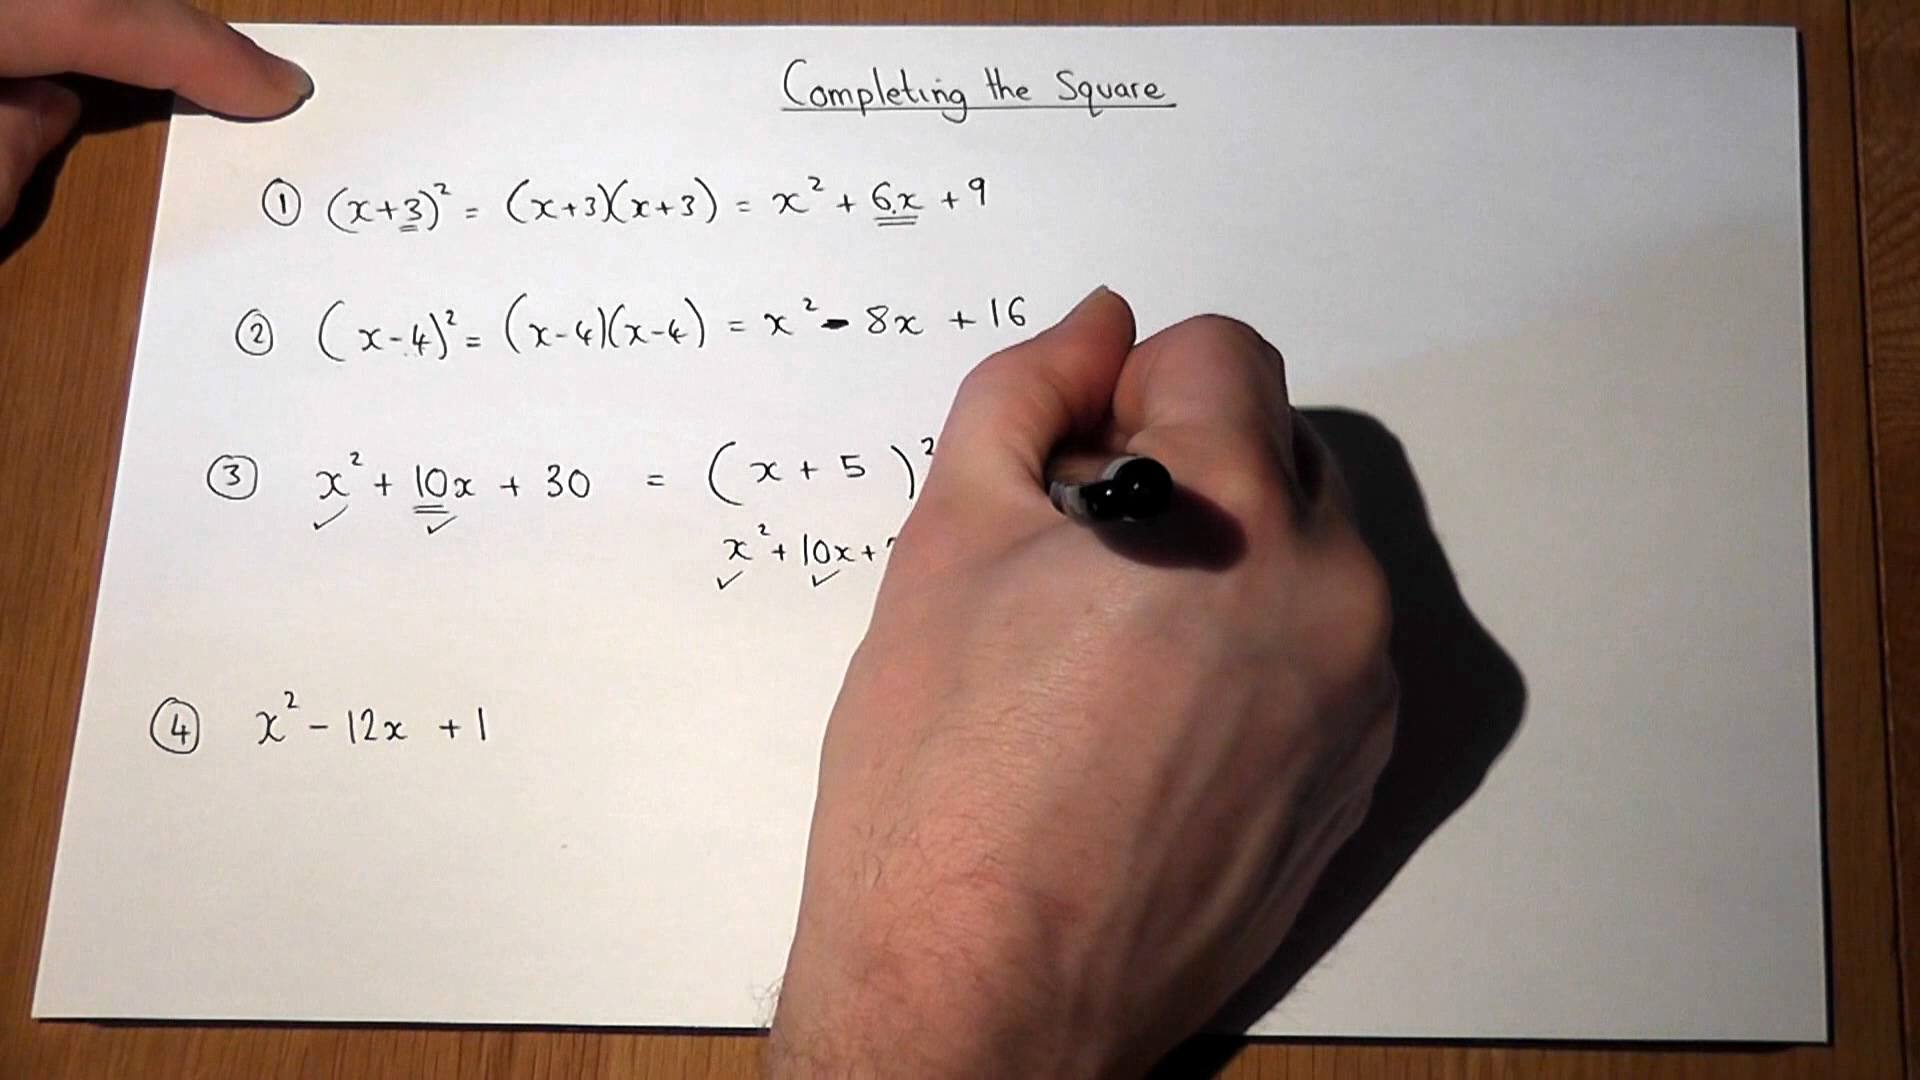 Completing the Square
① (x+3)² = (x+3)(x+3) = x² + 6x + 9
② (x-4)² = (x-4)(x-4) = x² - 8x + 16
③ x² + 10x + 30 = (x + 5)²
x² + 10x +
④ x² - 12x + 1